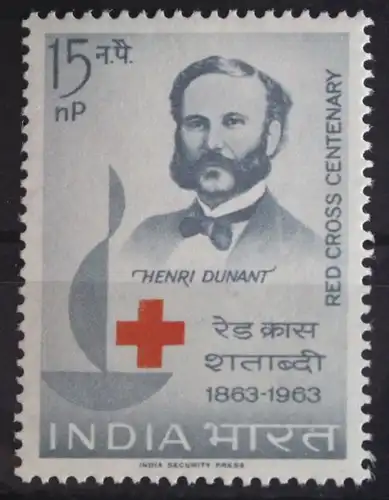 15 न.पै.
nP
RED CROSS CENTENARY
HENRI DUNANT
रेड क्रास
शताब्दी
1863-1963
INDIA भारत
INDIA SECURITY PRESS